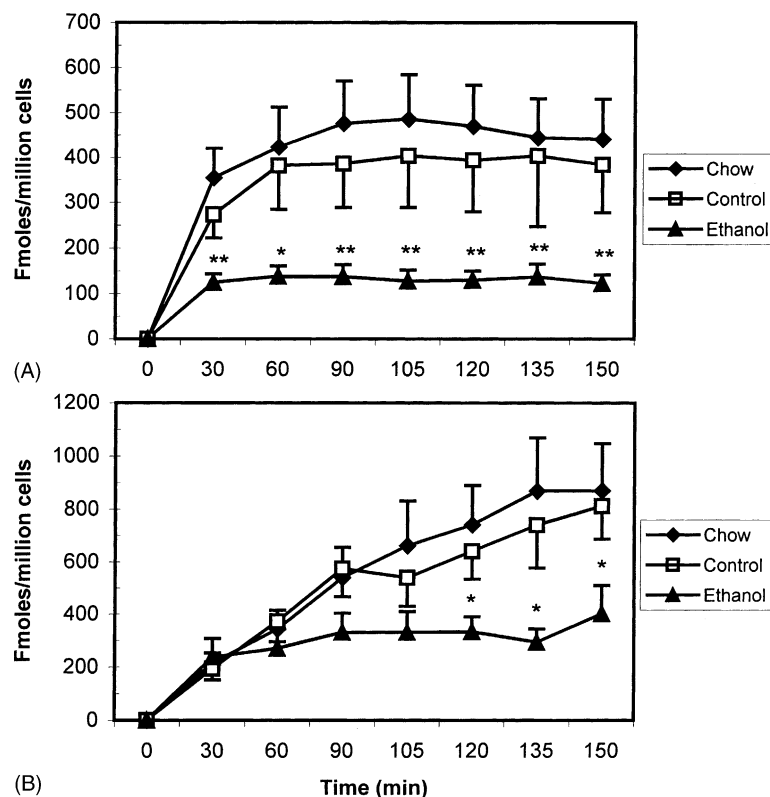 700
600
500
400
300
200
100
0
Fmoles/million cells
** * ** ** ** ** **
Chow
Control
Ethanol
0 30 60 90 105 120 135 150
(A)
1200
1000
800
600
400
200
0
Fmoles/million cells
* * *
Chow
Control
Ethanol
0 30 60 90 105 120 135 150
(B)
Time (min)